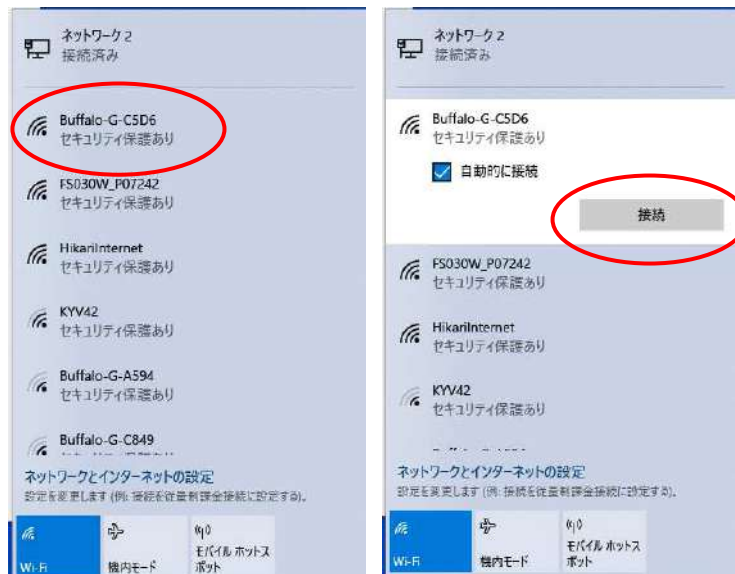 ネットワーク 2
接続済み
Buffalo-G-C5D6
セキュリティ保護あり
FS030W_P07242
セキュリティ保護あり
HikariInternet
セキュリティ保護あり
KYV42
セキュリティ保護あり
Buffalo-G-A594
セキュリティ保護あり
Buffalo-G-C849
ネットワークとインターネットの設定
設定を変更します (例: 接続を従量制課金接続に設定する)。
Wi-Fi
機内モード
モバイル ホットス
ポット
ネットワーク 2
接続済み
Buffalo-G-C5D6
セキュリティ保護あり
自動的に接続
接続
FS030W_P07242
セキュリティ保護あり
HikariInternet
セキュリティ保護あり
KYV42
セキュリティ保護あり
ネットワークとインターネットの設定
設定を変更します (例: 接続を従量制課金接続に設定する)。
Wi-Fi
機内モード
モバイル ホットス
ポット